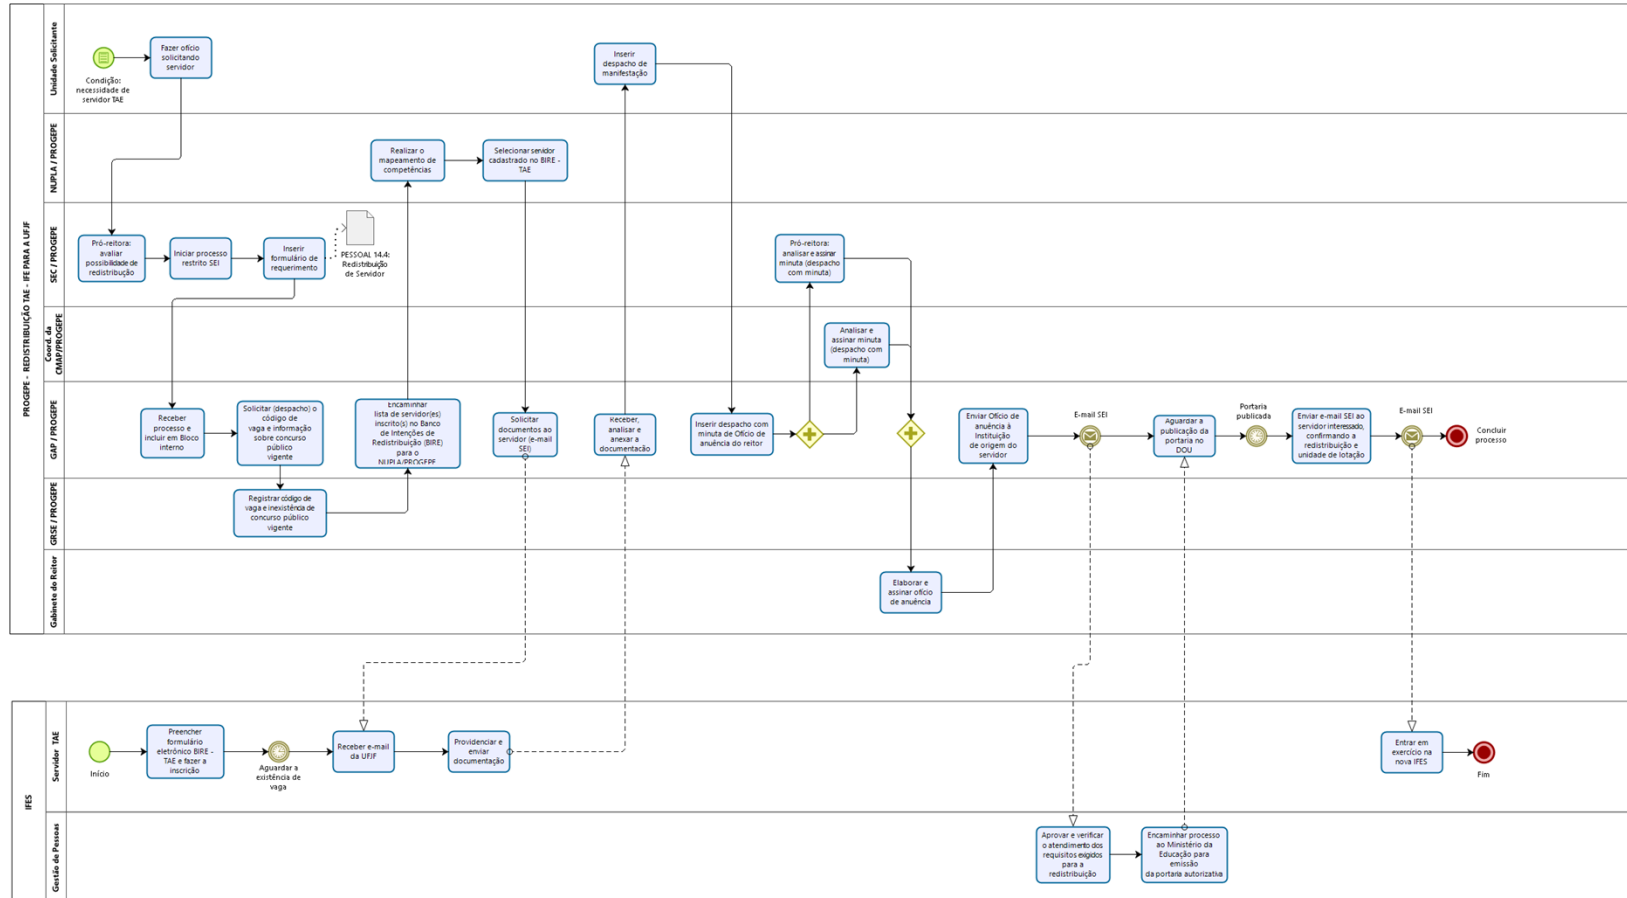 PROGEPE - REDISTRIBUIÇÃO TAE - IFE PARA A UFJF
Unidade Solicitante
Condição:
necessidade de
servidor TAE
Fazer ofício
solicitando
servidor
Inserir
despacho de
manifestação
NUPLA / PROGEPE
Realizar o
mapeamento de
competências
Selecionar servidor
cadastrado no BIRE -
TAE
SEC / PROGEPE
Pró-reitora:
avaliar
possibilidade de
redistribuição
Iniciar processo
restrito SEI
Inserir
formulário de
requerimento
PESSOAL 14.4:
Redistribuição
de Servidor
Pró-reitora:
analisar e assinar
minuta (despacho
com minuta)
Coord. da
CMAP/PROGEPE
Analisar e
assinar minuta
(despacho com
minuta)
GAP / PROGEPE
Receber
processo e
incluir em Bloco
interno
Solicitar (despacho) o
código de
vaga e informação
sobre concurso
público
vigente
Encaminhar
lista de servidor(es)
inscrito(s) no Banco
de Intenções de
Redistribuição (BIRE)
para o
NUPLA/PROGEPE
Solicitar
documentos ao
servidor (e-mail
SEI)
Receber,
analisar e
anexar a
documentação
Inserir despacho com
minuta de Ofício de
anuência do reitor
Enviar Ofício de
anuência à
Instituição
de origem do
servidor
E-mail SEI
Aguardar a
publicação da
portaria no
DOU
Portaria
publicada
Enviar e-mail SEI ao
servidor interessado,
confirmando a
redistribuição e
unidade de lotação
E-mail SEI
Concluir
processo
GRSE / PROGEPE
Registrar código de
vaga e inexistência de
concurso público
vigente
Gabinete do Reitor
Elaborar e
assinar ofício
de anuência
IFES
Servidor TAE
Início
Preencher
formulário
eletrônico BIRE -
TAE e fazer a
inscrição
Aguardar a
existência de
vaga
Receber e-mail
da UFJF
Providenciar e
enviar
documentação
Entrar em
exercício na
nova IFES
Fim
Gestão de Pessoas
Aprovar e verificar
o atendimento dos
requisitos exigidos
para a
redistribuição
Encaminhar processo
ao Ministério da
Educação para
emissão
da portaria autorizativa